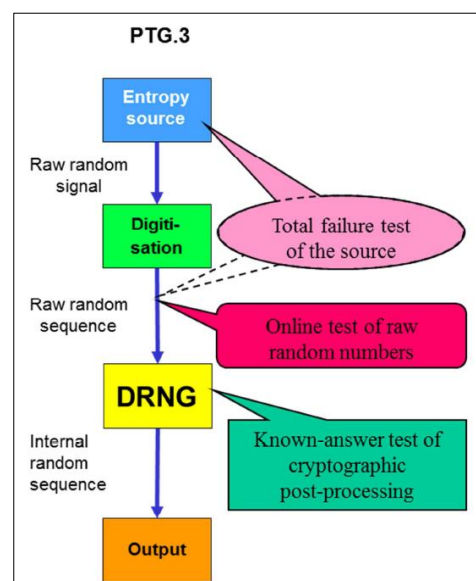 PTG.3
Entropy
source
Raw random
signal
Total failure test
of the source
Digiti-
sation
Raw random
sequence
Online test of raw
random numbers
DRNG
Known-answer test of
cryptographic
post-processing
Internal
random
sequence
Output